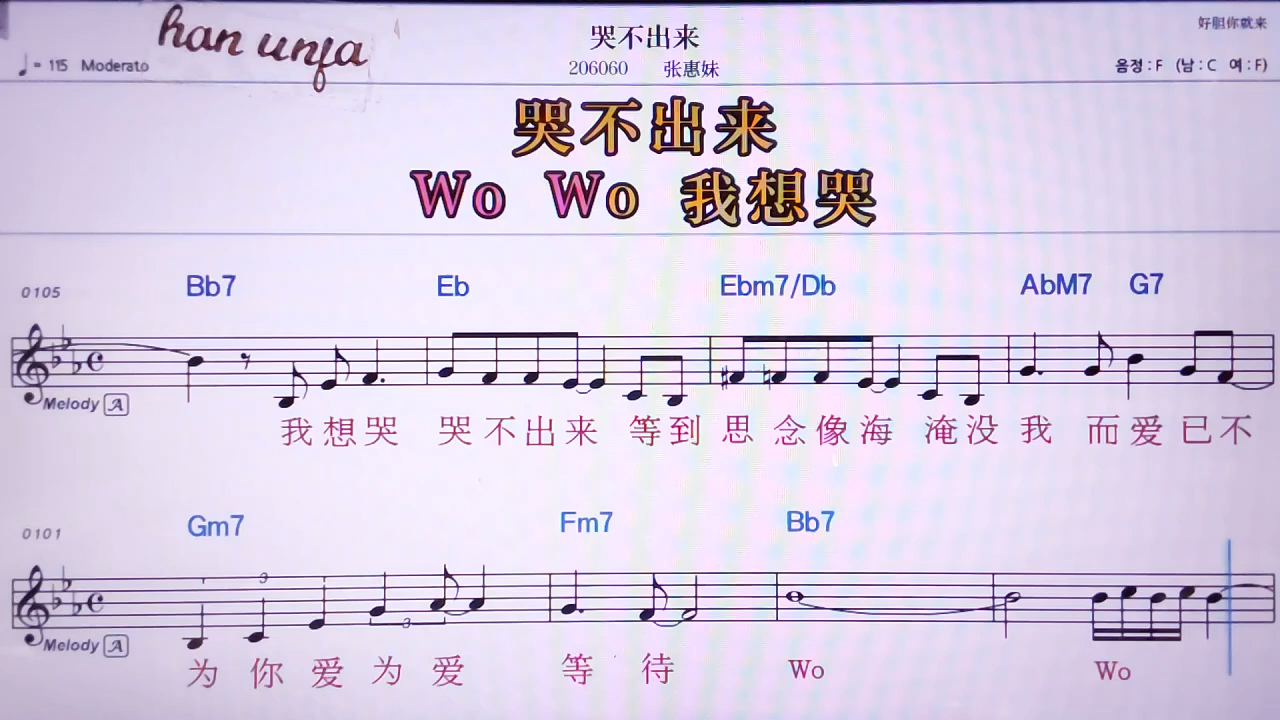 han unfa
哭不出来
好胆你就来
♩= 115 Moderato
206060 张惠妹
음정 : F (남 : C 여 : F)
哭不出来
Wo Wo 我想哭
0105 Bb7 Eb Ebm7/Db AbM7 G7
Melody A
我想哭 哭不出来 等到思念像海 淹没我 而爱已不
0101 Gm7 Fm7 Bb7
3
3
Melody A
为你爱为爱 等待 Wo Wo